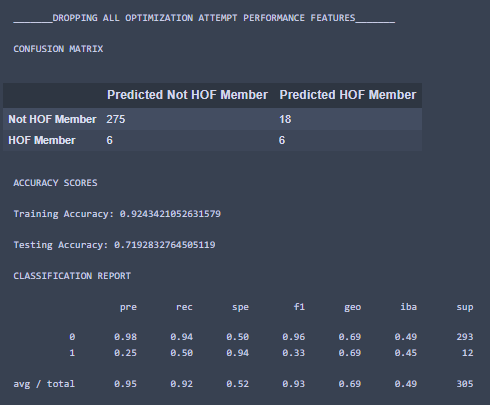 _______DROPPING ALL OPTIMIZATION ATTEMPT PERFORMANCE FEATURES_______
CONFUSION MATRIX
Predicted Not HOF Member Predicted HOF Member
Not HOF Member 275 18
HOF Member 6 6
ACCURACY SCORES
Training Accuracy: 0.9243421052631579
Testing Accuracy: 0.7192832764505119
CLASSIFICATION REPORT
pre rec spe f1 geo iba sup
0 0.98 0.94 0.50 0.96 0.69 0.49 293
1 0.25 0.50 0.94 0.33 0.69 0.45 12
avg / total 0.95 0.92 0.52 0.93 0.69 0.49 305